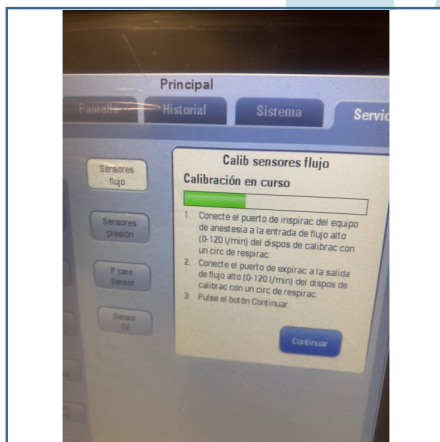 Principal
Pantalla
Historial
Sistema
Servic
Sensores
flujo
Sensores
presión
P cero
Sensor
Sensor
O2
Calib sensores flujo
Calibración en curso
1. Conecte el puerto de inspirac del equipo
de anestesia a la entrada de flujo alto
(0-120 l/min) del dispos de calibrac con
un circ de respirac.
2. Conecte el puerto de expirac a la salida
de flujo alto (0-120 l/min) del dispos de
calibrac con un circ de respirac.
3. Pulse el botón Continuar.
Continuar